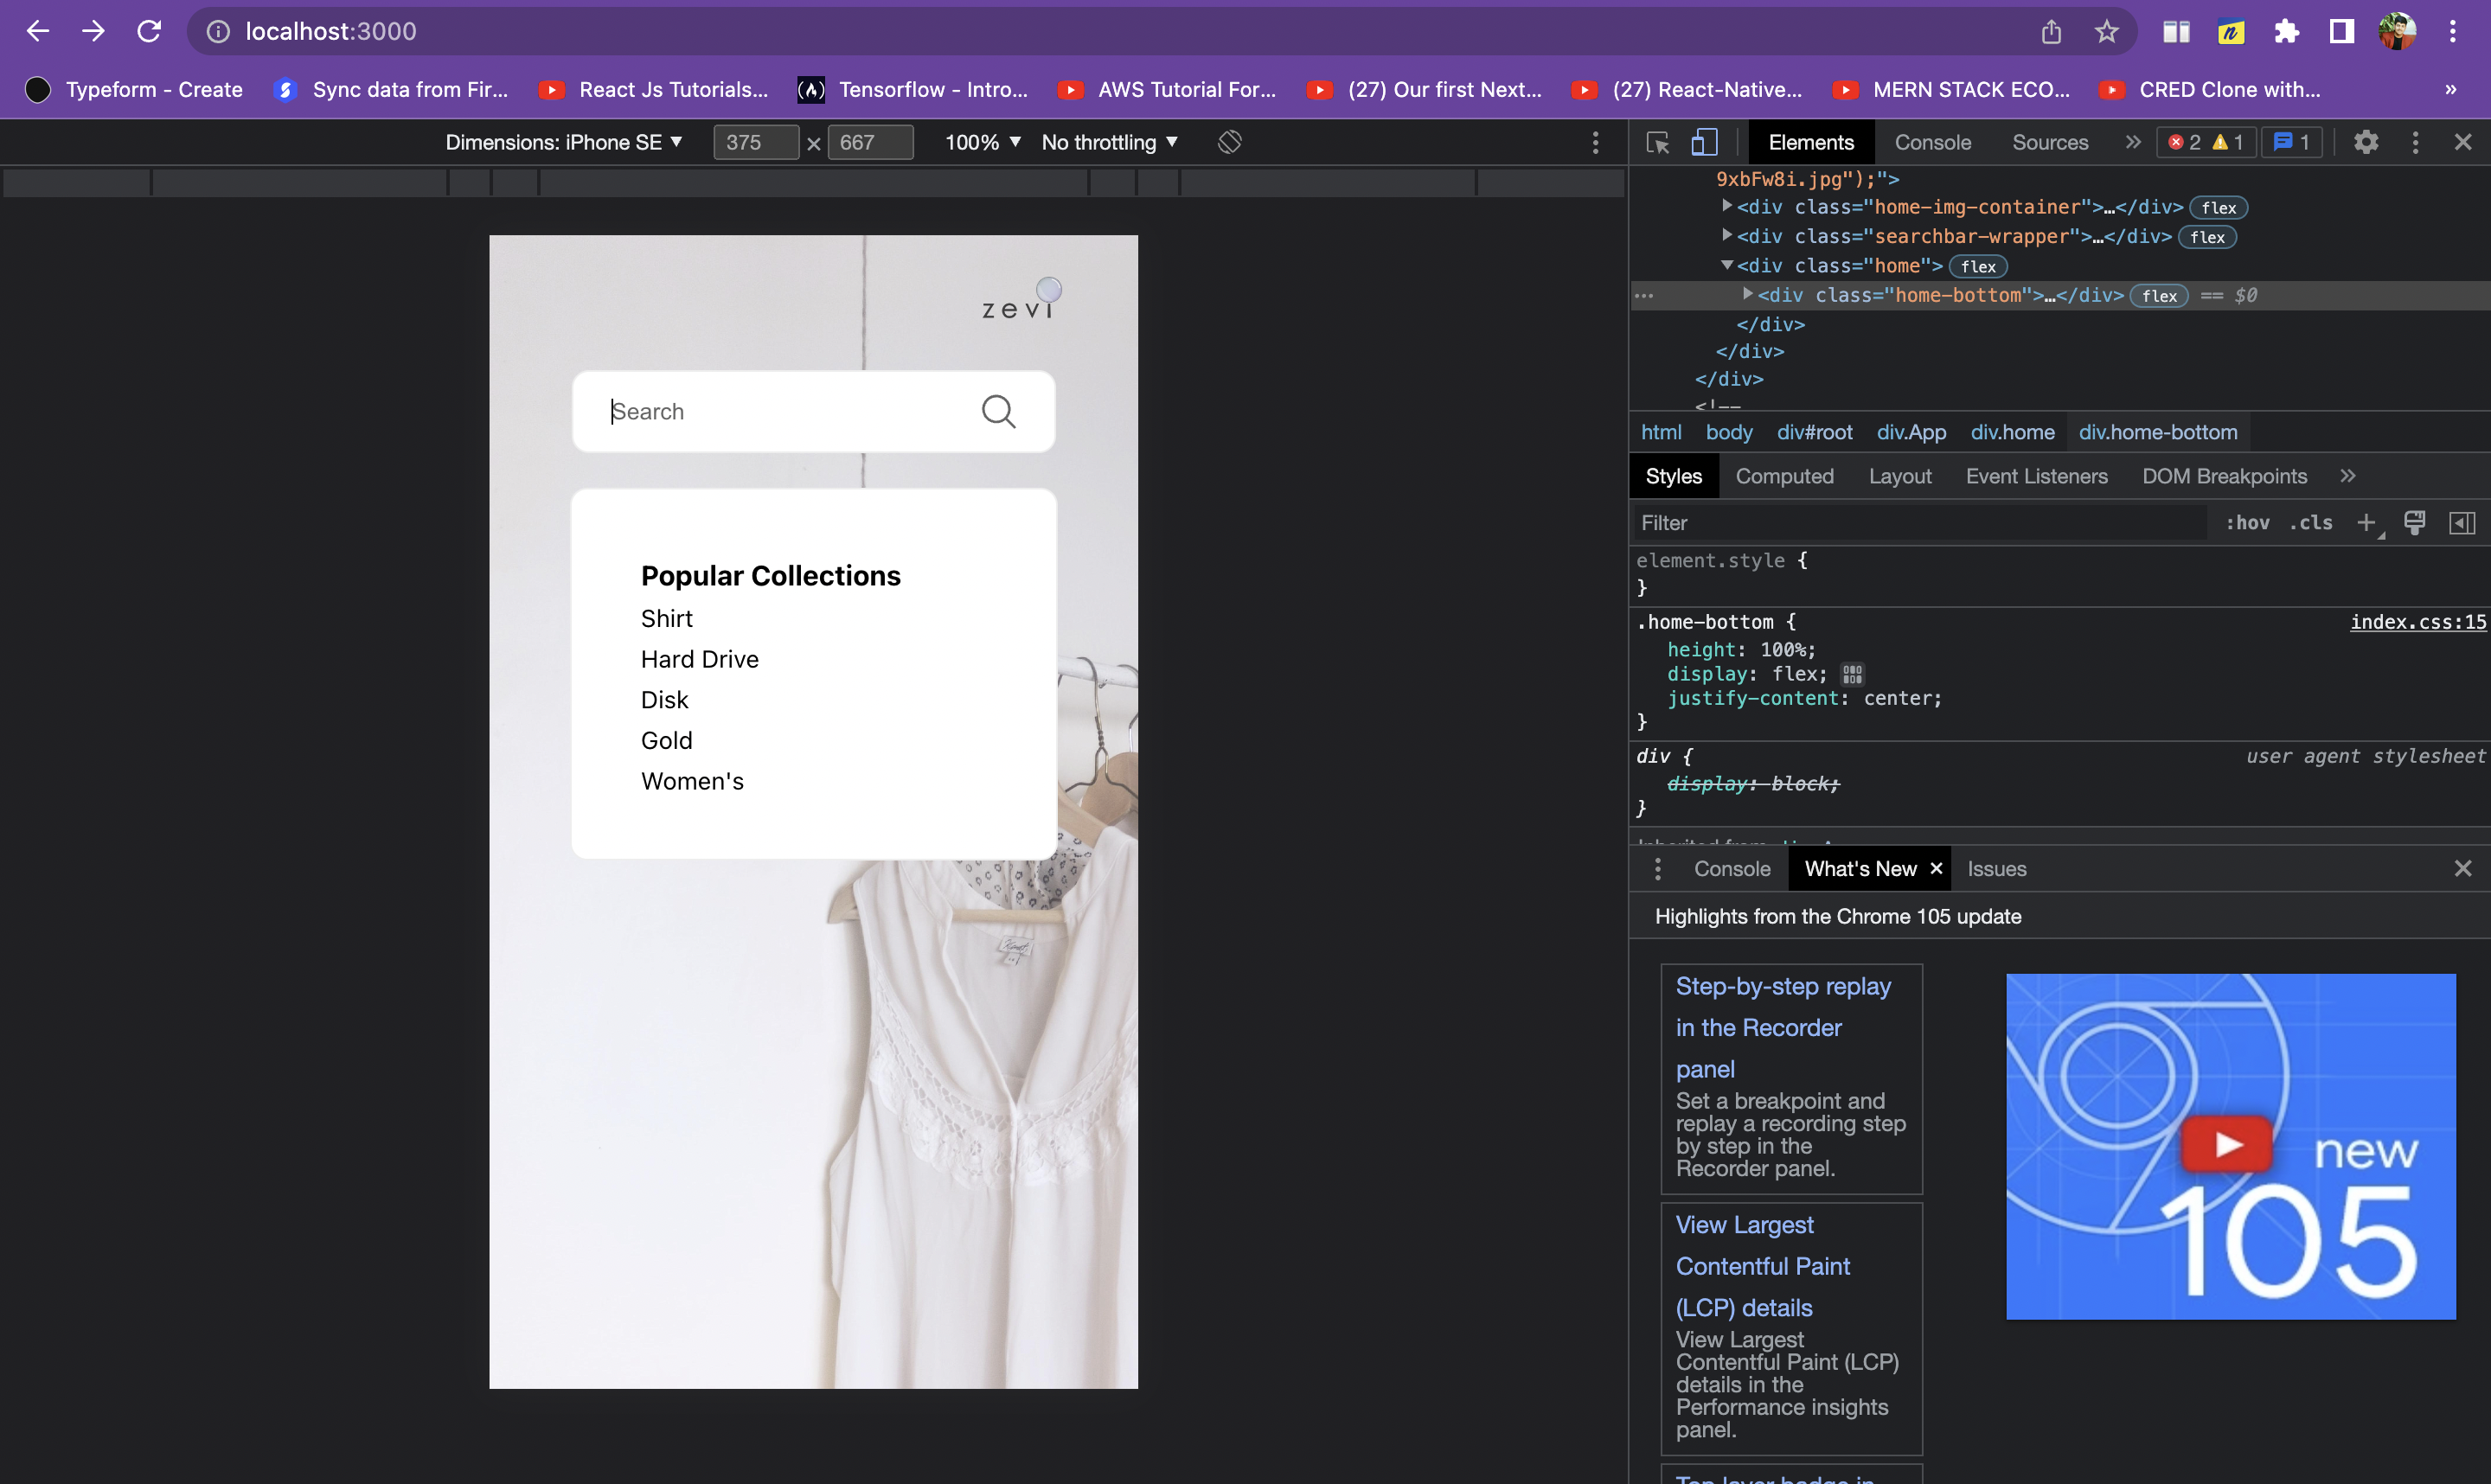 localhost:3000
Typeform - Create
Sync data from Fir...
React Js Tutorials...
Tensorflow - Intro...
AWS Tutorial For...
(27) Our first Next...
(27) React-Native...
MERN STACK ECO...
CRED Clone with...
»
Dimensions: iPhone SE ▼ 375 × 667 100% ▼ No throttling ▼
Elements Console Sources » 2 1 1
zevi
Search
Popular Collections
Shirt
Hard Drive
Disk
Gold
Women's
9xbFw8i.jpg");">
<div class="home-img-container">…</div> flex
<div class="searchbar-wrapper">…</div> flex
<div class="home"> flex
<div class="home-bottom">…</div> flex == $0
</div>
</div>
</div>
<!--
html body div#root div.App div.home div.home-bottom
Styles Computed Layout Event Listeners DOM Breakpoints »
Filter :hov .cls +
element.style {
}
.home-bottom { index.css:15
height: 100%;
display: flex;
justify-content: center;
}
div { user agent stylesheet
display: block;
}
Console What's New × Issues
Highlights from the Chrome 105 update
Step-by-step replay
in the Recorder
panel
Set a breakpoint and
replay a recording step
by step in the
Recorder panel.
View Largest
Contentful Paint
(LCP) details
View Largest
Contentful Paint (LCP)
details in the
Performance insights
panel.
new
105